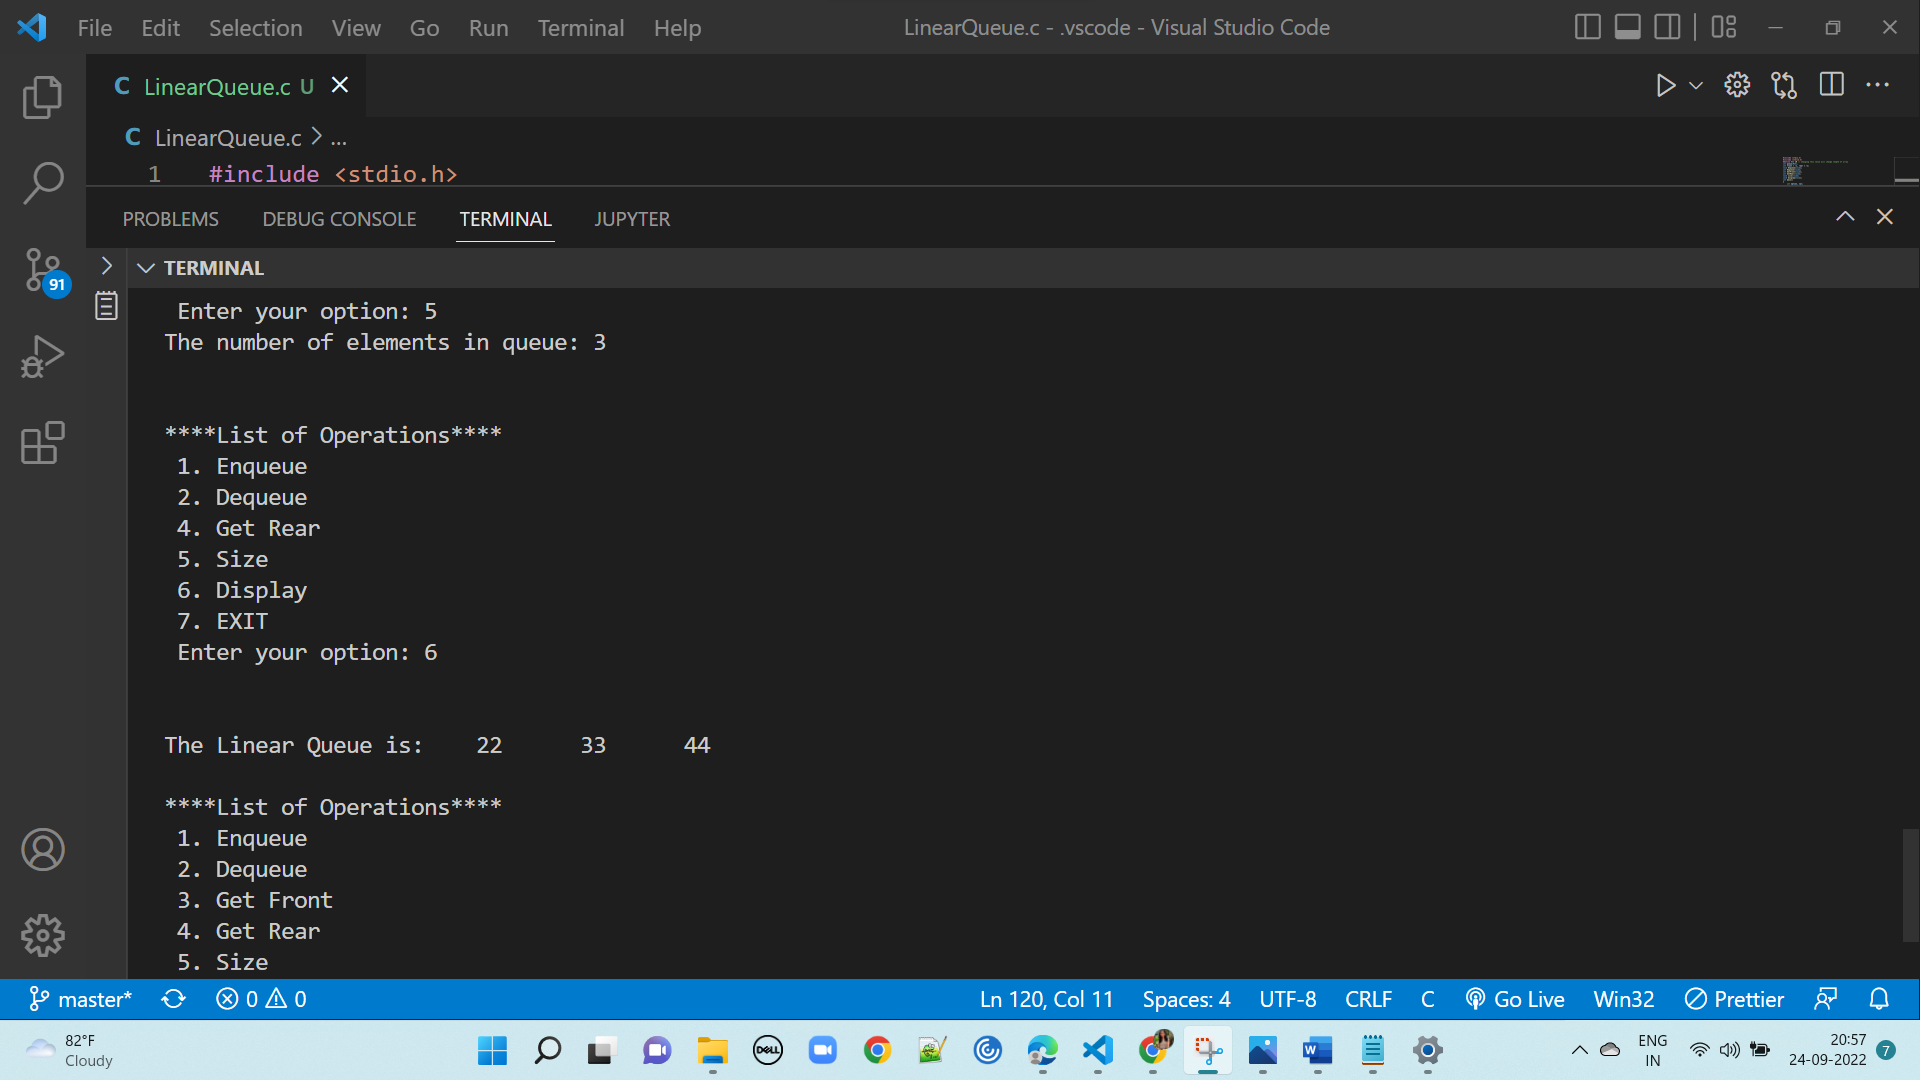 File Edit Selection View Go Run Terminal Help LinearQueue.c - .vscode - Visual Studio Code
C LinearQueue.c U
C LinearQueue.c > ...
1 #include <stdio.h>
PROBLEMS DEBUG CONSOLE TERMINAL JUPYTER
TERMINAL
91
Enter your option: 5
The number of elements in queue: 3
****List of Operations****
1. Enqueue
2. Dequeue
4. Get Rear
5. Size
6. Display
7. EXIT
Enter your option: 6
The Linear Queue is: 22 33 44
****List of Operations****
1. Enqueue
2. Dequeue
3. Get Front
4. Get Rear
5. Size
master* 0 0 Ln 120, Col 11 Spaces: 4 UTF-8 CRLF C Go Live Win32 Prettier
82°F
Cloudy
DELL
W
ENG
IN
20:57
24-09-2022
7